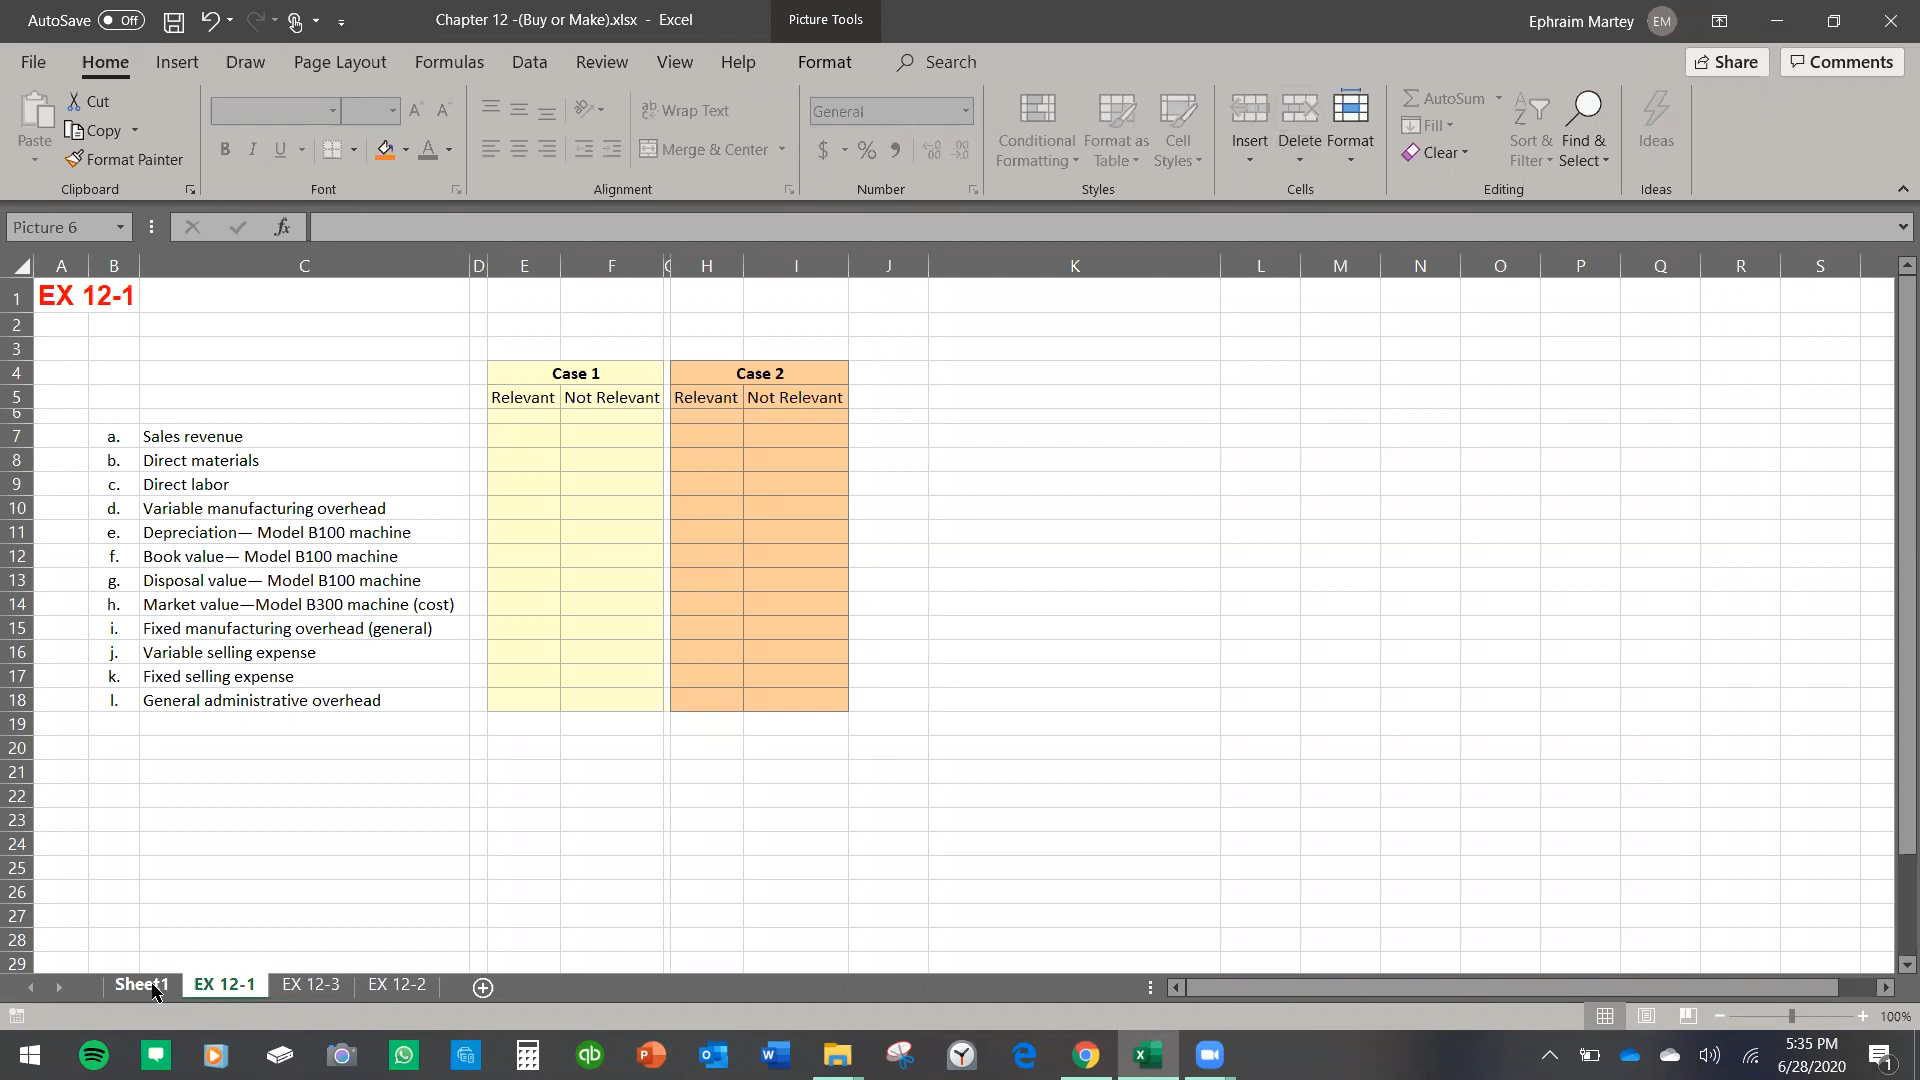 AutoSave Off
Chapter 12 -(Buy or Make).xlsx - Excel
Picture Tools
Ephraim Martey EM
File Home Insert Draw Page Layout Formulas Data Review View Help Format Search Share Comments
Paste
Cut
Copy
Format Painter
Clipboard
B I U A
Font
Wrap Text
Merge & Center
Alignment
General
$ % 9
Number
Conditional Formatting
Format as Table
Cell Styles
Styles
Insert Delete Format
Cells
AutoSum
Fill
Clear
Sort & Filter
Find & Select
Editing
Ideas
Ideas
Picture 6 fx
A B C D E F G H I J K L M N O P Q R S
1 EX 12-1
2
3
4 Case 1 Case 2
5 Relevant Not Relevant Relevant Not Relevant
6
7 a. Sales revenue
8 b. Direct materials
9 c. Direct labor
10 d. Variable manufacturing overhead
11 e. Depreciation— Model B100 machine
12 f. Book value— Model B100 machine
13 g. Disposal value— Model B100 machine
14 h. Market value—Model B300 machine (cost)
15 i. Fixed manufacturing overhead (general)
16 j. Variable selling expense
17 k. Fixed selling expense
18 l. General administrative overhead
19
20
21
22
23
24
25
26
27
28
29
Sheet1 EX 12-1 EX 12-3 EX 12-2
100%
5:35 PM
6/28/2020
1